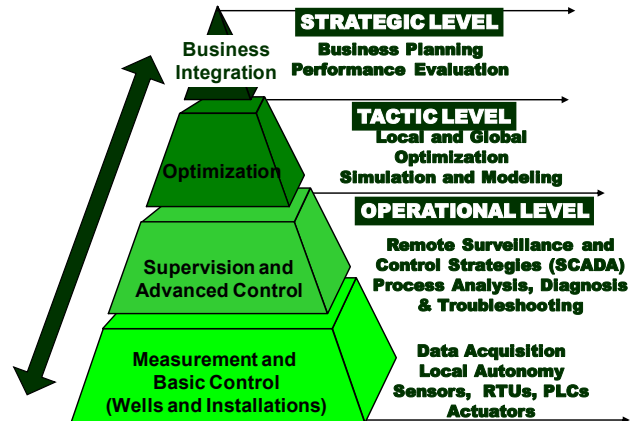 STRATEGIC LEVEL
Business
Integration
Business Planning
Performance Evaluation
TACTIC LEVEL
Local and Global
Optimization
Simulation and Modeling
Optimization
OPERATIONAL LEVEL
Remote Surveillance and
Control Strategies (SCADA)
Process Analysis, Diagnosis
& Troubleshooting
Supervision and
Advanced Control
Measurement and
Basic Control
(Wells and Installations)
Data Acquisition
Local Autonomy
Sensors, RTUs, PLCs
Actuators